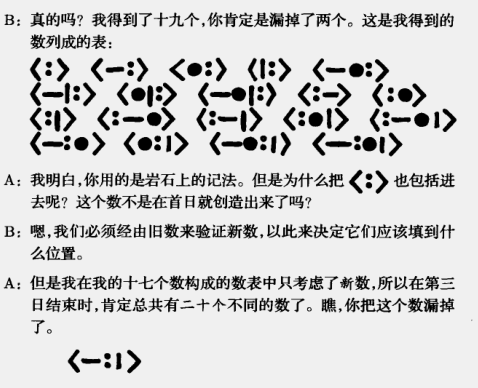 B: 真的吗? 我得到了十九个,你肯定是漏掉了两个。这是我得到的
数列成的表:
〈:〉 〈—:〉 〈●:〉 〈|:〉 〈—●:〉
〈—|:〉 〈●|:〉 〈—●|:〉 〈:—〉 〈:●〉
〈:|〉 〈:—●〉 〈:—|〉 〈:●|〉 〈:—●|〉
〈—:●〉 〈●:|〉 〈—●:|〉 〈—:●|〉
A: 我明白,你用的是岩石上的记法。但是为什么把〈:〉也包括进
去呢? 这个数不是在首日就创造出来了吗?
B: 嗯,我们必须经由旧数来验证新数,以此来决定它们应该填到什
么位置。
A: 但是我在我的十七个数构成的数表中只考虑了新数,所以在第三
日结束时,肯定总共有二十个不同的数了。瞧,你把这个数漏掉
了。
〈—:|〉